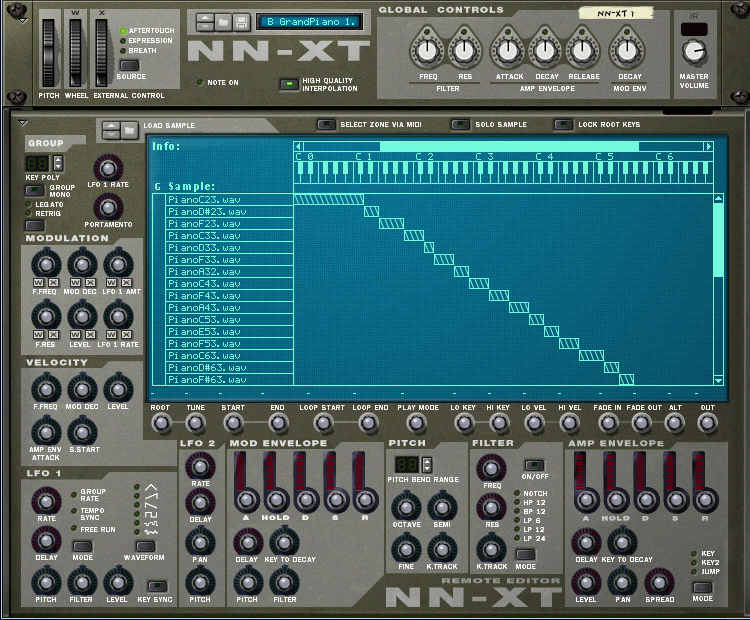 GLOBAL CONTROLS
NN-XT 1
IR
W X
AFTERTOUCH
EXPRESSION
BREATH
SOURCE
PITCH WHEEL EXTERNAL CONTROL
B GrandPiano 1.
NN-XT
NOTE ON
HIGH QUALITY
INTERPOLATION
FREQ RES ATTACK DECAY RELEASE DECAY
FILTER AMP ENVELOPE MOD ENV
MASTER
VOLUME
LOAD SAMPLE
SELECT ZONE VIA MIDI
SOLO SAMPLE
LOCK ROOT KEYS
GROUP
KEY POLY
GROUP
MONO
LEGATO
RETRIG
LFO 1 RATE
PORTAMENTO
Info:
C 0 C 1 C 2 C 3 C 4 C 5 C 6
G Sample:
PianoC23.wav
PianoD#23.wav
PianoF23.wav
PianoC33.wav
PianoD33.wav
PianoF33.wav
PianoA32.wav
PianoC43.wav
PianoF43.wav
PianoA43.wav
PianoC53.wav
PianoE53.wav
PianoF53.wav
PianoC63.wav
PianoD#63.wav
PianoF#63.wav
MODULATION
W X W X W X
F.FREQ MOD DEC LFO 1 AMT
W X W X W X
F.RES LEVEL LFO 1 RATE
VELOCITY
F.FREQ MOD DEC LEVEL
AMP ENV
ATTACK
S.START
ROOT TUNE START END LOOP START LOOP END PLAY MODE LO KEY HI KEY LO VEL HI VEL FADE IN FADE OUT ALT OUT
LFO 1
RATE
GROUP
RATE
TEMPO
SYNC
FREE RUN
DELAY
MODE
WAVEFORM
PITCH FILTER LEVEL KEY SYNC
LFO 2
RATE
DELAY
PAN
PITCH
MOD ENVELOPE
A HOLD D S R
DELAY KEY TO DECAY
PITCH FILTER
PITCH
PITCH BEND RANGE
OCTAVE SEMI
FINE K.TRACK
FILTER
FREQ
ON/OFF
RES
NOTCH
HP 12
BP 12
LP 6
LP 12
LP 24
K.TRACK
MODE
AMP ENVELOPE
A HOLD D S R
DELAY KEY TO DECAY
KEY
KEY2
JUMP
LEVEL PAN SPREAD MODE
REMOTE EDITOR
NN-XT